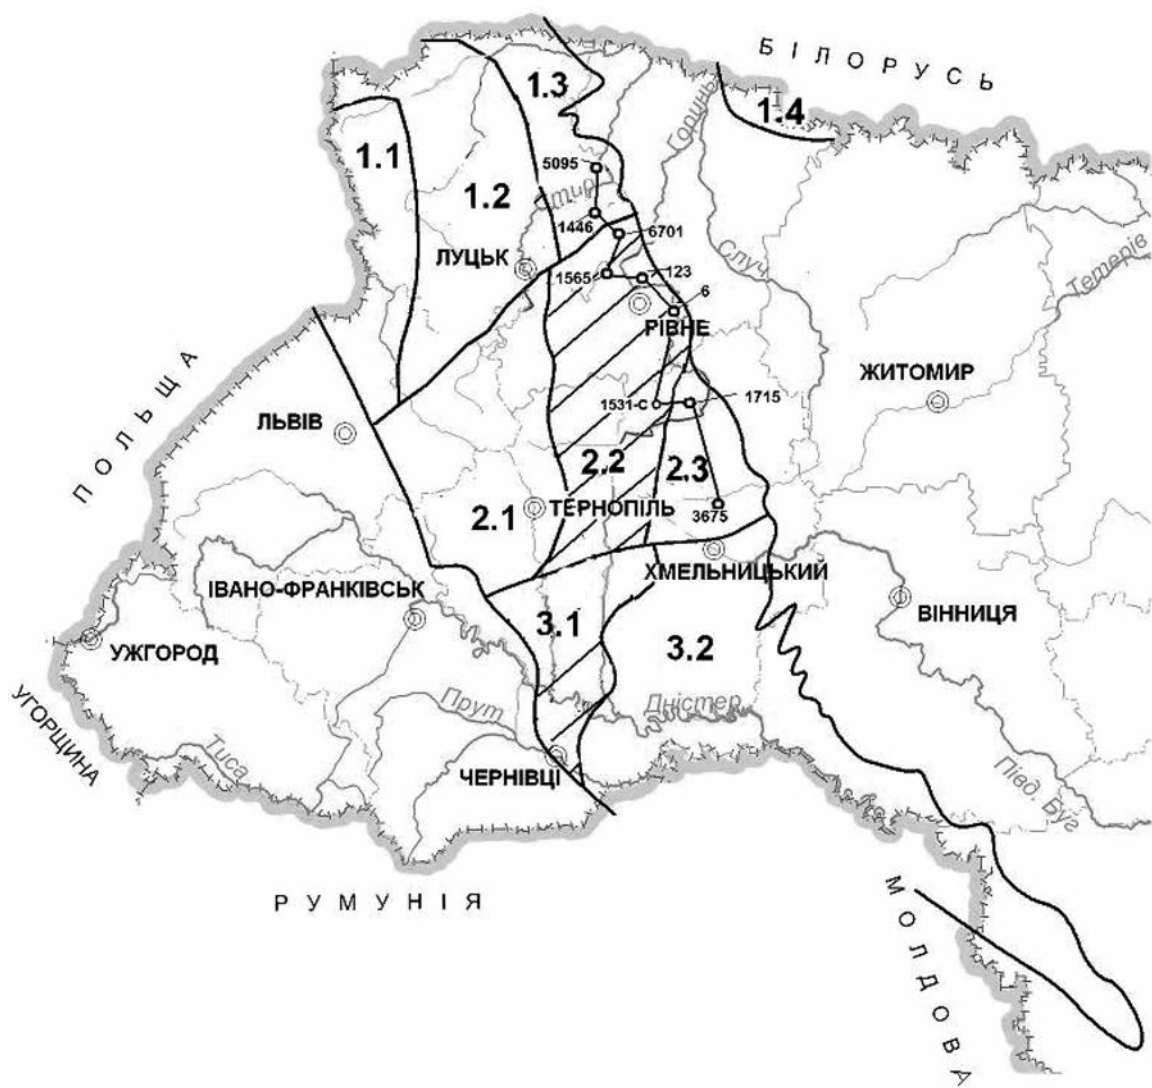 БІЛОРУСЬ
1.3
1.4
Горинь
1.1
5095
1.2
Стир
1446
6701
ЛУЦЬК
Случ
1565
123
Тетерів
6
РІВНЕ
ПОЛЬЩА
ЖИТОМИР
1531-С
1715
ЛЬВІВ
2.2
2.3
ТЕРНОПІЛЬ
2.1
3675
ХМЕЛЬНИЦЬКИЙ
ІВАНО-ФРАНКІВСЬК
ВІННИЦЯ
3.1
УЖГОРОД
3.2
Прут
Дністер
УГОРЩИНА
Тиса
ЧЕРНІВЦІ
Півд. Буг
РУМУНІЯ
МОЛДОВА